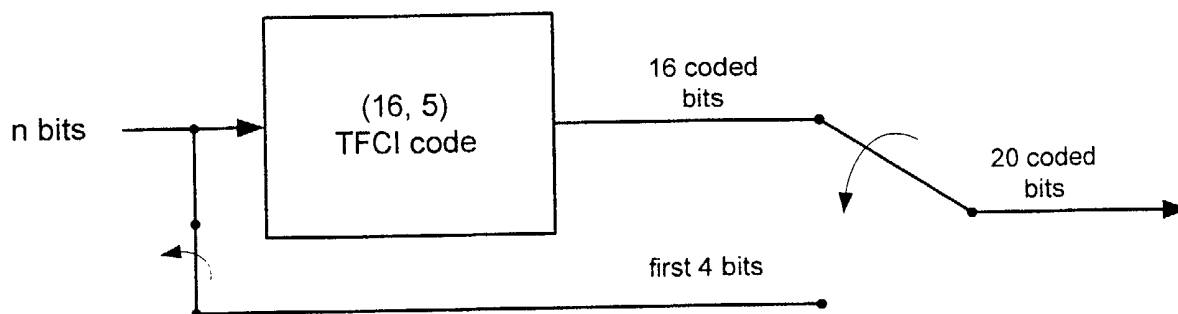 n bits
(16, 5)
TFCI code
16 coded
bits
20 coded
bits
first 4 bits